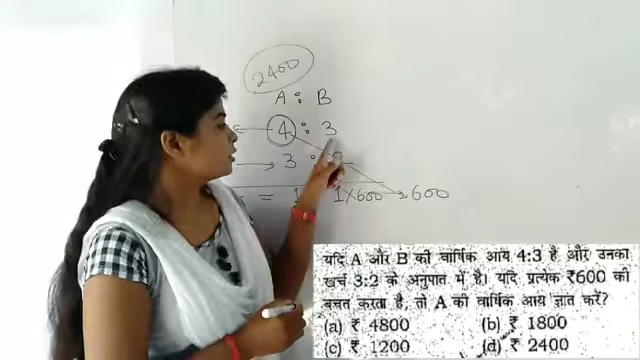 2400
A : B
4 : 3
3 :
= 1 1×600 → 600
यदि A और B की वार्षिक आय 4:3 है और उनका
खर्च 3:2 के अनुपात में है। यदि प्रत्येक ₹600 की
बचत करता है, तो A की वार्षिक आय ज्ञात करें?
(a) ₹ 4800 (b) ₹ 1800
(c) ₹ 1200 (d) ₹ 2400